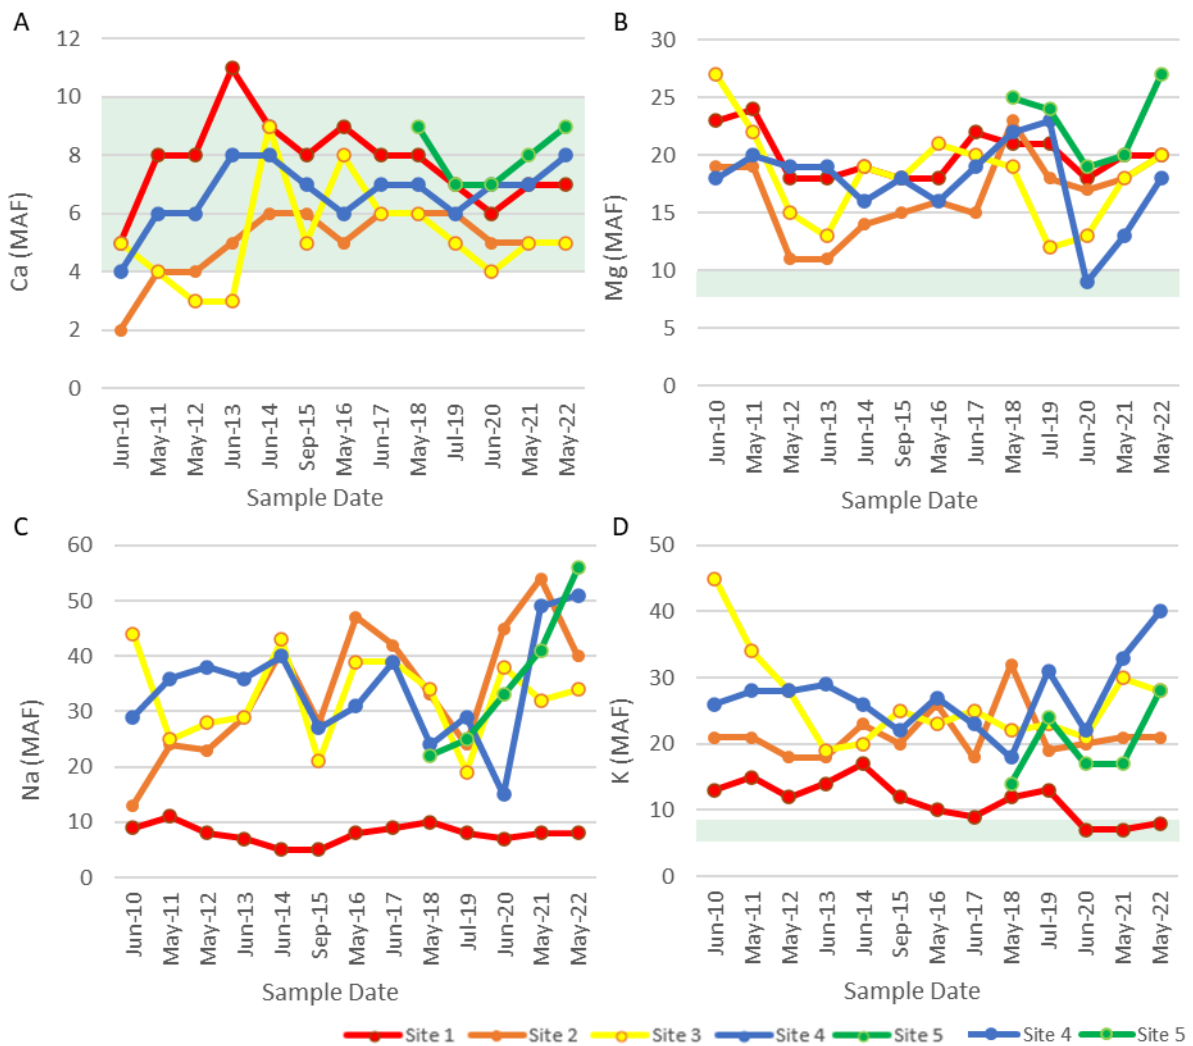 A
Ca (MAF)
12
10
8
6
4
2
0
Jun-10 May-11 May-12 Jun-13 Jun-14 Sep-15 May-16 Jun-17 May-18 Jul-19 Jun-20 May-21 May-22
Sample Date
B
Mg (MAF)
30
25
20
15
10
5
0
Jun-10 May-11 May-12 Jun-13 Jun-14 Sep-15 May-16 Jun-17 May-18 Jul-19 Jun-20 May-21 May-22
Sample Date
C
Na (MAF)
60
50
40
30
20
10
0
Jun-10 May-11 May-12 Jun-13 Jun-14 Sep-15 May-16 Jun-17 May-18 Jul-19 Jun-20 May-21 May-22
Sample Date
D
K (MAF)
50
40
30
20
10
0
Jun-10 May-11 May-12 Jun-13 Jun-14 Sep-15 May-16 Jun-17 May-18 Jul-19 Jun-20 May-21 May-22
Sample Date
Site 1 Site 2 Site 3 Site 4 Site 5 Site 4 Site 5